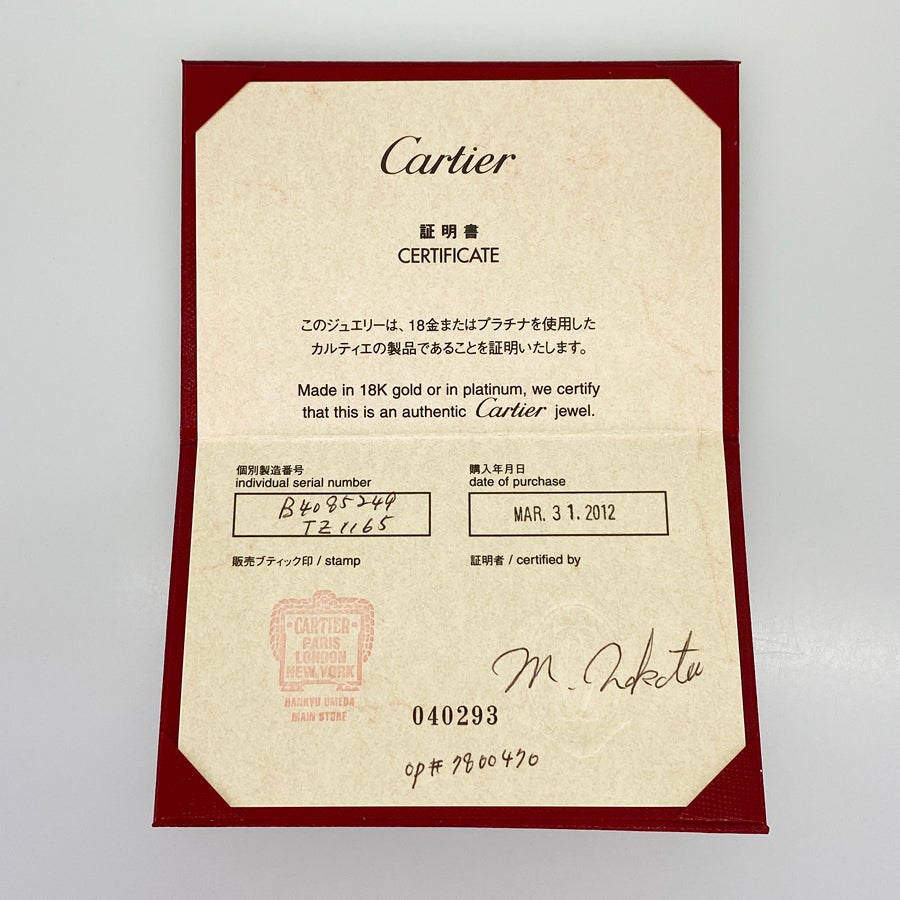 Cartier
証明書
CERTIFICATE
このジュエリーは、18金またはプラチナを使用した
カルティエの製品であることを証明いたします。
Made in 18K gold or in platinum, we certify
that this is an authentic Cartier jewel.
個別製造番号
individual serial number
B4085249
TZ1165
購入年月日
date of purchase
MAR. 31. 2012
販売ブティック印 / stamp
証明者 / certified by
CARTIER
PARIS
LONDON
NEW YORK
HANKYU UMEDA
MAIN STORE
M.
040293
OP# 7800470